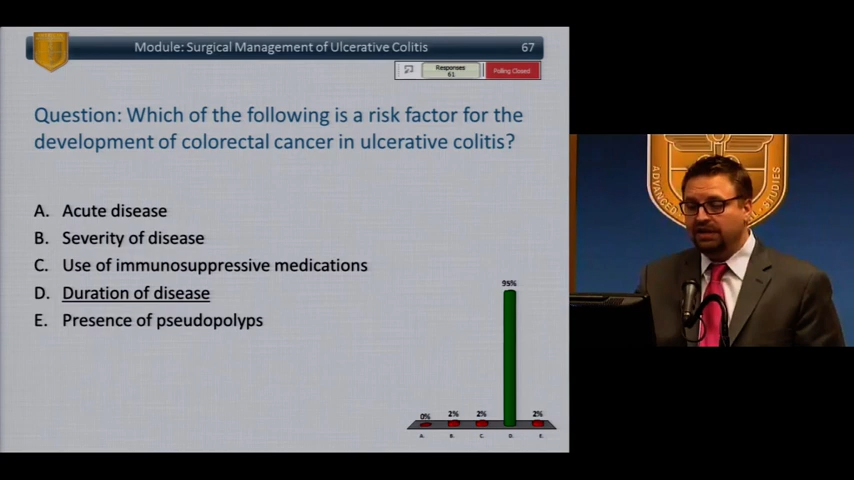 Module: Surgical Management of Ulcerative Colitis 67
Responses
61
Polling Closed
Question: Which of the following is a risk factor for the
development of colorectal cancer in ulcerative colitis?
A. Acute disease
B. Severity of disease
C. Use of immunosuppressive medications
D. Duration of disease
E. Presence of pseudopolyps
95%
0% 2% 2% 2%
A. B. C. D. E.
ADVANCED STUDIES